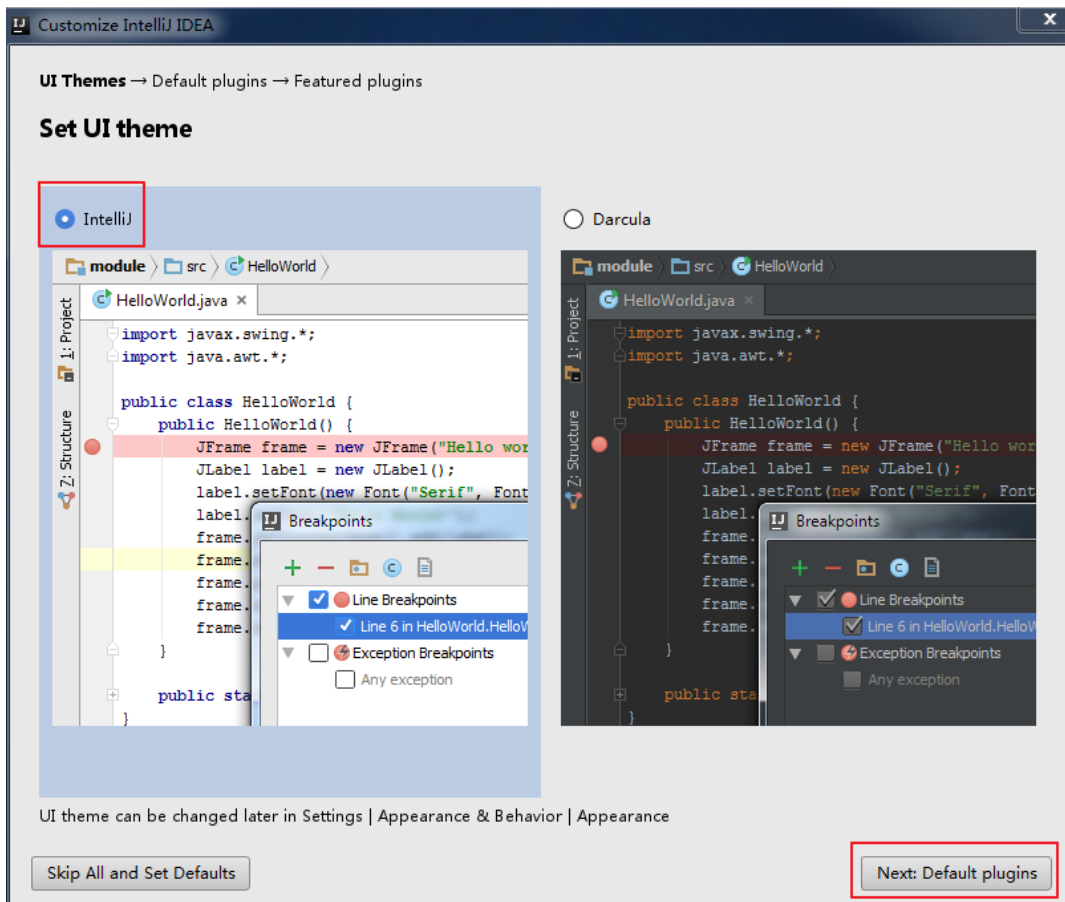 Customize IntelliJ IDEA
x
UI Themes → Default plugins → Featured plugins
Set UI theme
IntelliJ
module src HelloWorld
HelloWorld.java ×
1: Project
Z: Structure
import javax.swing.*;
import java.awt.*;
public class HelloWorld {
public HelloWorld() {
JFrame frame = new JFrame("Hello wor
JLabel label = new JLabel();
label.setFont(new Font("Serif", Font
label.
frame.
frame.
frame.
frame.
frame.
}
public sta
}
Breakpoints
Line Breakpoints
Line 6 in HelloWorld.HelloW
Exception Breakpoints
Any exception
Darcula
module src HelloWorld
HelloWorld.java ×
1: Project
Z: Structure
import javax.swing.*;
import java.awt.*;
public class HelloWorld {
public HelloWorld() {
JFrame frame = new JFrame("Hello wor
JLabel label = new JLabel();
label.setFont(new Font("Serif", Font
label.
frame.
frame.
frame.
frame.
frame.
}
public sta
}
Breakpoints
Line Breakpoints
Line 6 in HelloWorld.HelloW
Exception Breakpoints
Any exception
UI theme can be changed later in Settings | Appearance & Behavior | Appearance
Skip All and Set Defaults
Next: Default plugins